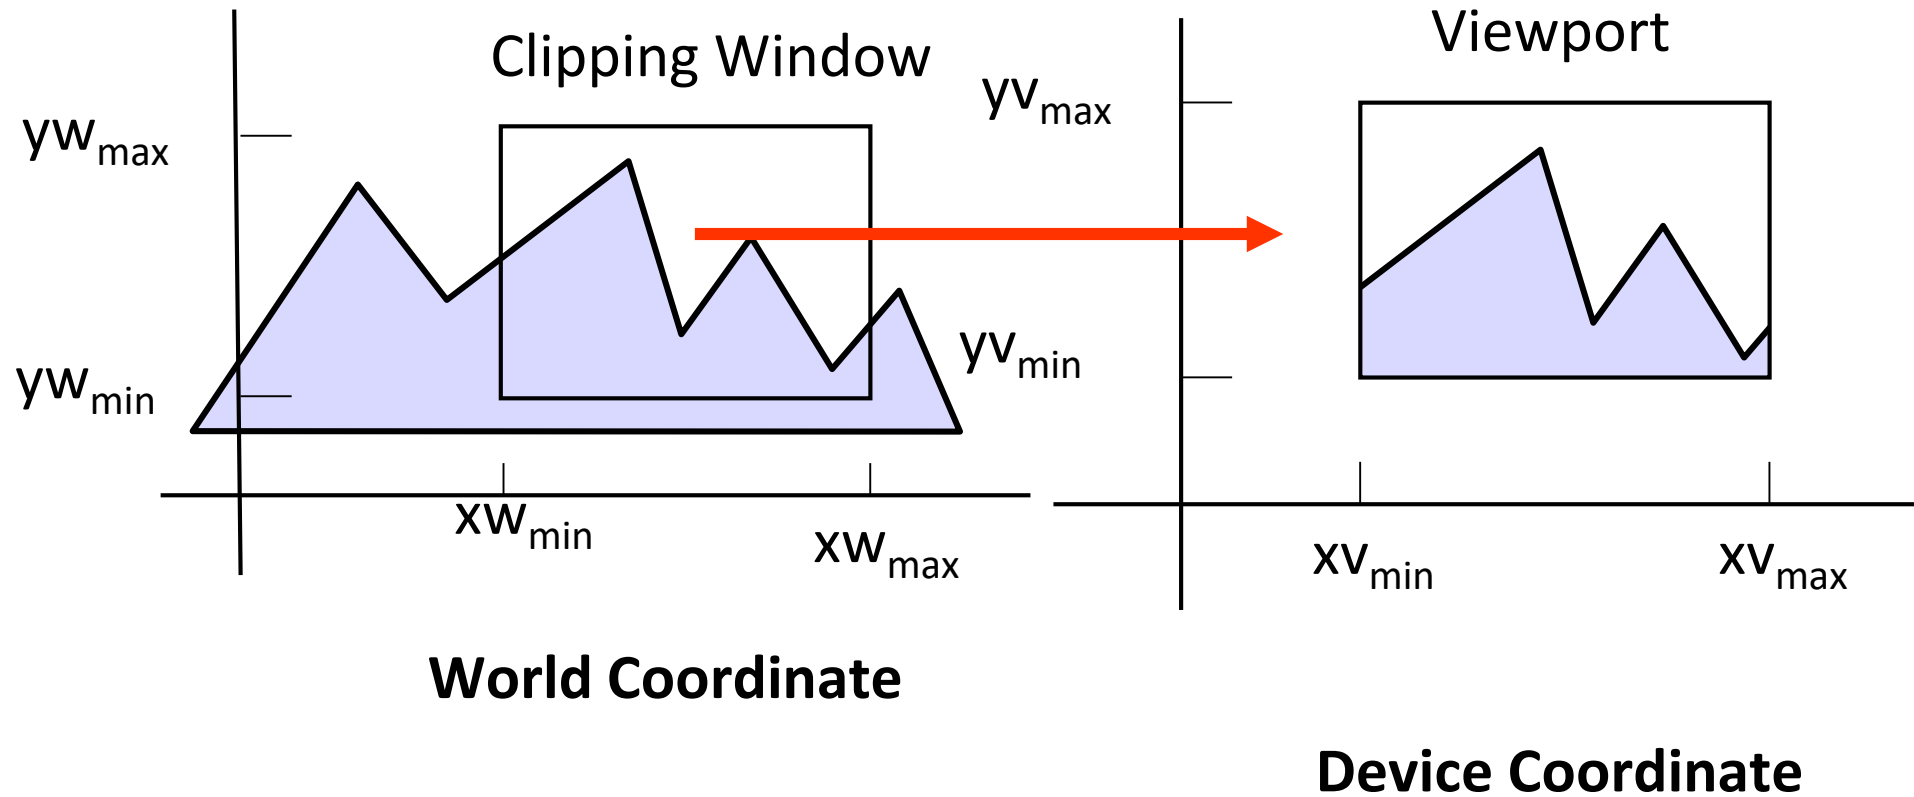 Clipping Window
yw_max
yw_min
xw_min
xw_max
World Coordinate
Viewport
yv_max
yv_min
xv_min
xv_max
Device Coordinate